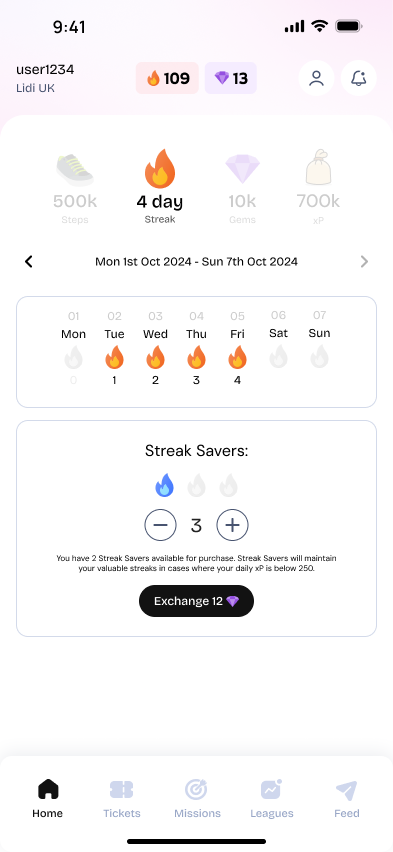 9:41
user1234
Lidi UK
109
13
500k
Steps
4 day
Streak
10k
Gems
700k
xP
Mon 1st Oct 2024 - Sun 7th Oct 2024
01 02 03 04 05 06 07
Mon Tue Wed Thu Fri Sat Sun
0 1 2 3 4
Streak Savers:
3
You have 2 Streak Savers available for purchase. Streak Savers will maintain
your valuable streaks in cases where your daily xP is below 250.
Exchange 12
Home Tickets Missions Leagues Feed